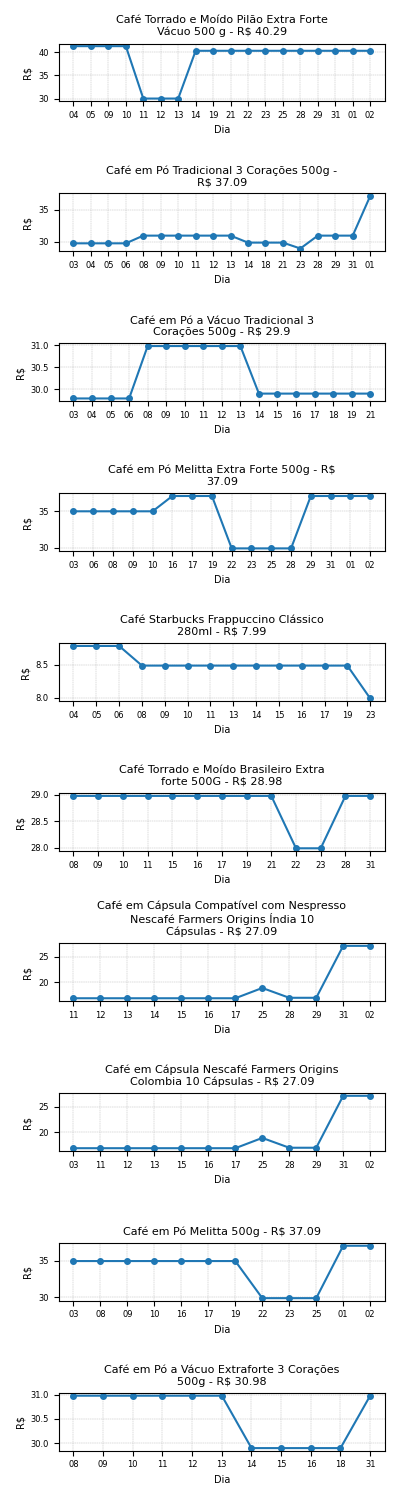 Café Torrado e Moído Pilão Extra Forte
Vácuo 500 g - R$ 40.29
40
35
30
R$
04 05 09 10 11 12 13 14 19 21 22 23 24 25 28 29 31 01 02
Dia
Café em Pó Tradicional 3 Corações 500g -
R$ 37.09
35
30
R$
03 04 05 06 08 09 10 11 12 13 14 18 21 23 28 29 31 01
Dia
Café em Pó a Vácuo Tradicional 3
Corações 500g - R$ 29.9
31.0
30.5
30.0
R$
03 04 05 06 08 09 10 11 12 13 14 15 16 17 18 19 21
Dia
Café em Pó Melitta Extra Forte 500g - R$
37.09
35
30
R$
03 06 08 09 10 16 17 19 22 23 25 28 29 31 01 02
Dia
Café Starbucks Frappuccino Clássico
280ml - R$ 7.99
8.5
8.0
R$
04 05 06 08 09 10 11 13 14 15 16 17 19 23
Dia
Café Torrado e Moído Brasileiro Extra
forte 500G - R$ 28.98
29.0
28.5
28.0
R$
08 09 10 11 15 16 17 19 21 22 23 28 31
Dia
Café em Cápsula Compatível com Nespresso
Nescafé Farmers Origins Índia 10
Cápsulas - R$ 27.09
25
20
R$
11 12 13 14 15 16 17 25 28 29 31 02
Dia
Café em Cápsula Nescafé Farmers Origins
Colombia 10 Cápsulas - R$ 27.09
25
20
R$
03 11 12 13 15 16 17 25 28 29 31 02
Dia
Café em Pó Melitta 500g - R$ 37.09
35
30
R$
03 08 09 10 16 17 19 22 23 25 01 02
Dia
Café em Pó a Vácuo Extraforte 3 Corações
500g - R$ 30.98
31.0
30.5
30.0
R$
08 09 10 11 12 13 14 15 16 18 31
Dia